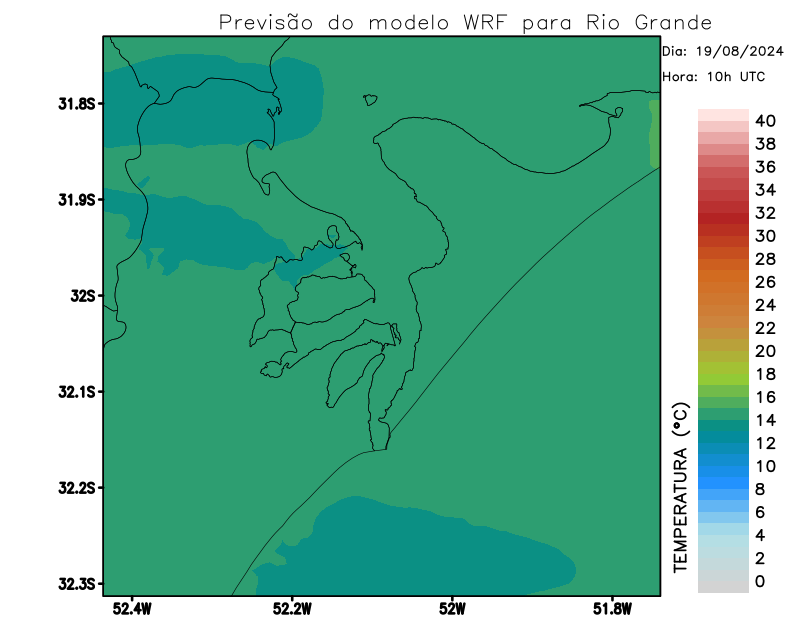 Previsão do modelo WRF para Rio Grande
Dia: 19/08/2024
Hora: 10h UTC
31.8S
31.9S
32S
32.1S
32.2S
32.3S
52.4W
52.2W
52W
51.8W
TEMPERATURA (°C)
40
38
36
34
32
30
28
26
24
22
20
18
16
14
12
10
8
6
4
2
0